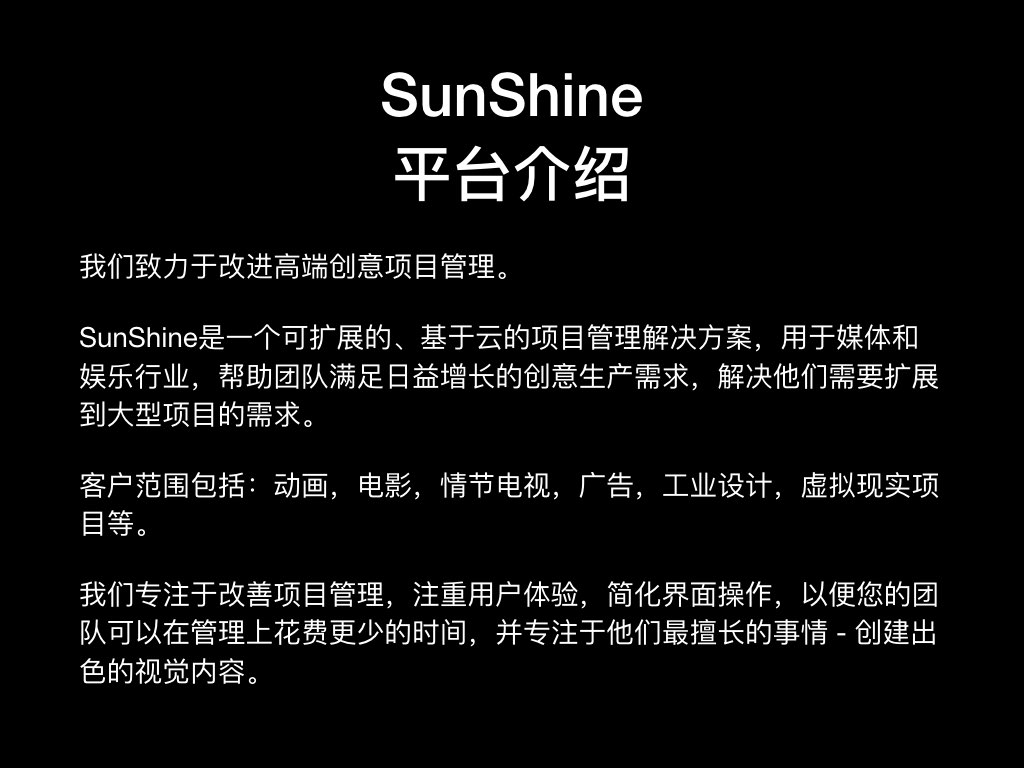 SunShine
平台介绍
我们致力于改进高端创意项目管理。
SunShine是一个可扩展的、基于云的项目管理解决方案，用于媒体和
娱乐行业，帮助团队满足日益增长的创意生产需求，解决他们需要扩展
到大型项目的需求。
客户范围包括：动画，电影，情节电视，广告，工业设计，虚拟现实项
目等。
我们专注于改善项目管理，注重用户体验，简化界面操作，以便您的团
队可以在管理上花费更少的时间，并专注于他们最擅长的事情 - 创建出
色的视觉内容。